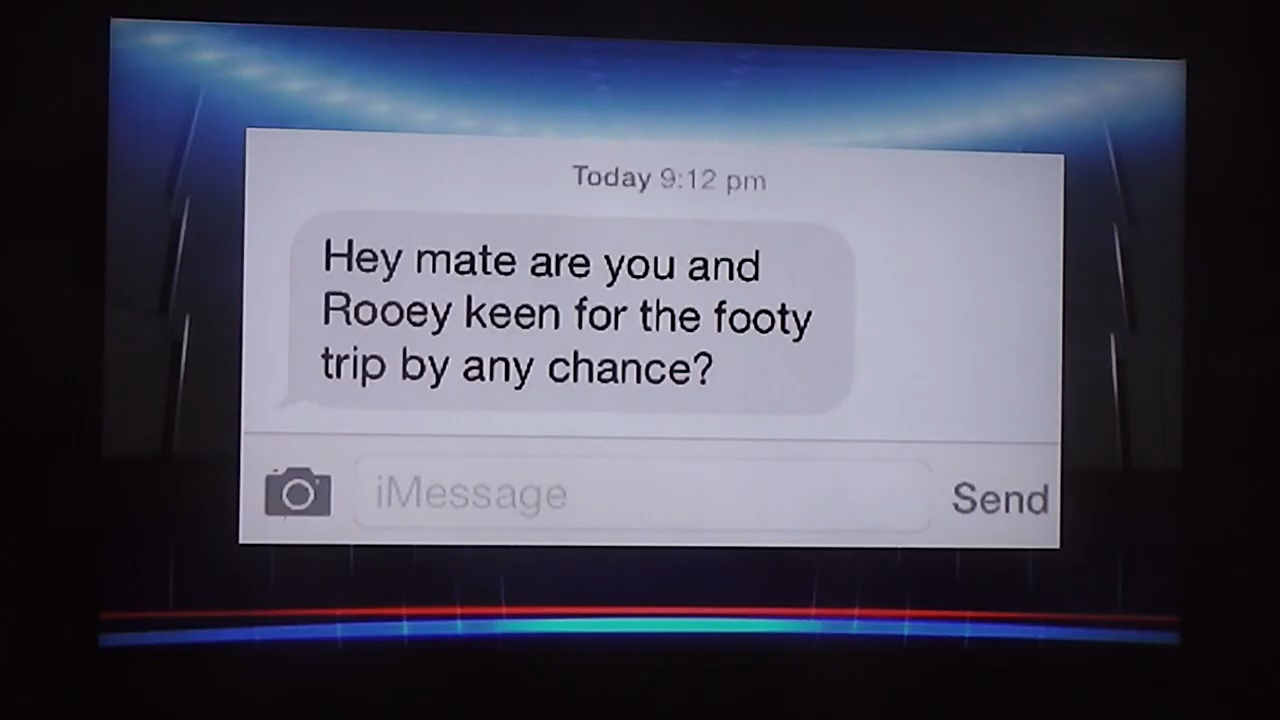 Today 9:12 pm
Hey mate are you and
Rooey keen for the footy
trip by any chance?
iMessage
Send